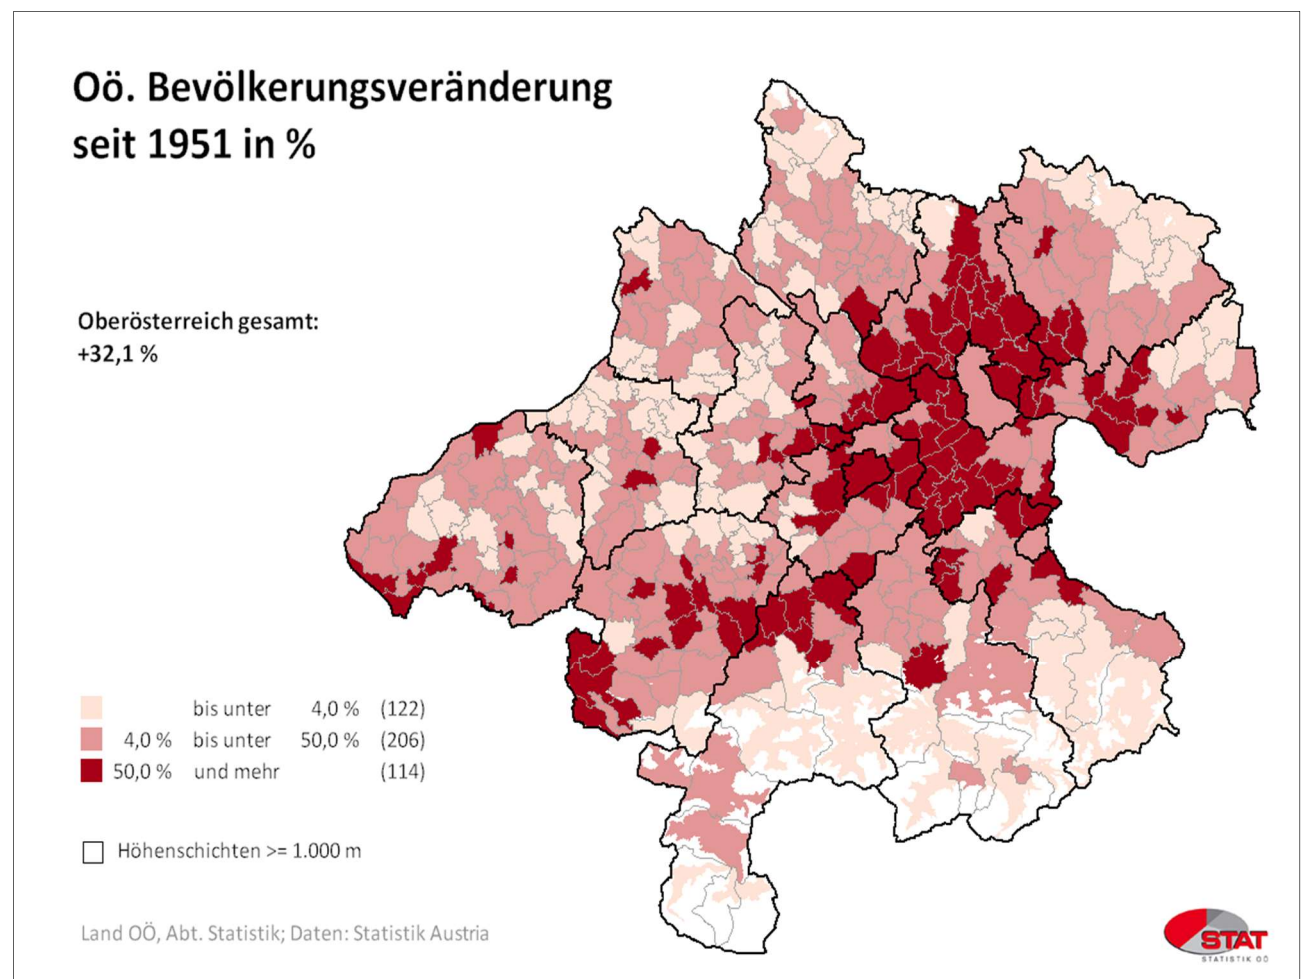 Oö. Bevölkerungsveränderung
seit 1951 in %
Oberösterreich gesamt:
+32,1 %
bis unter 4,0 % (122)
4,0 % bis unter 50,0 % (206)
50,0 % und mehr (114)
Höhenschichten >= 1.000 m
Land OÖ, Abt. Statistik; Daten: Statistik Austria
STAT
STATISTIK OÖ